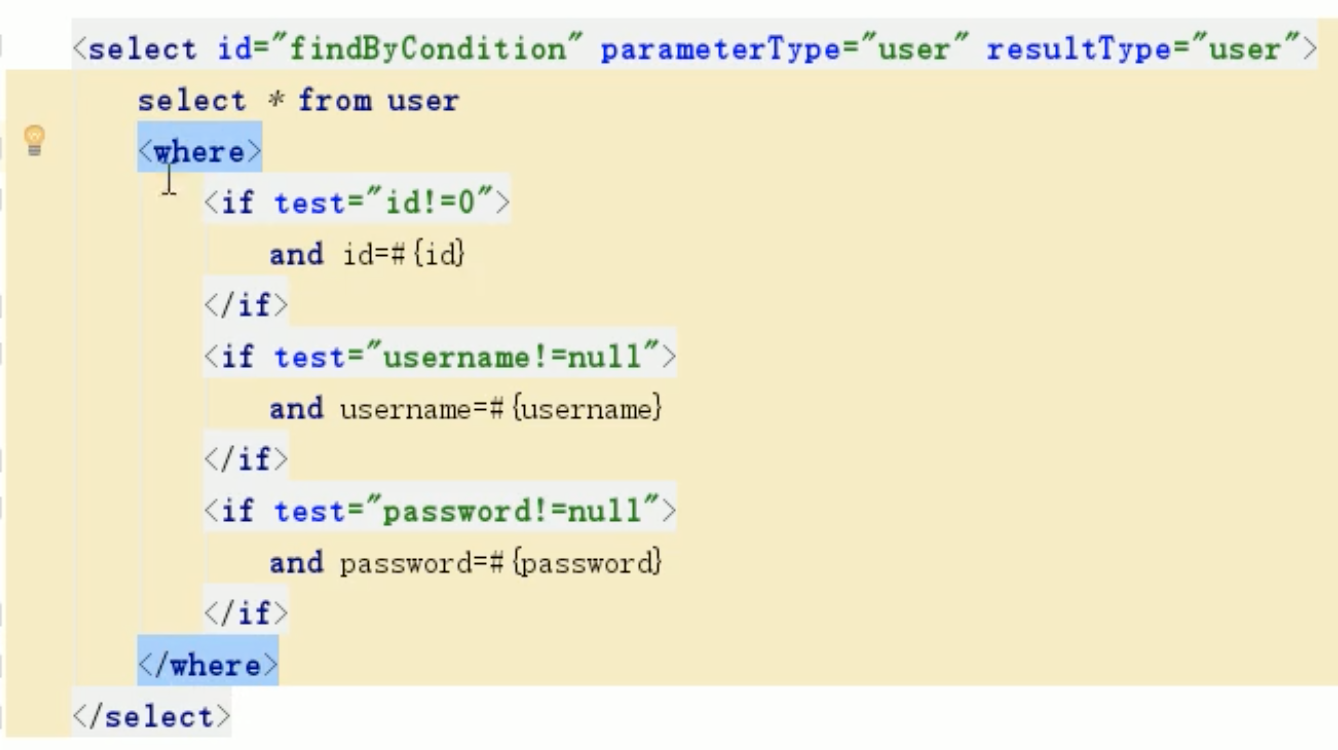 <select id="findByCondition" parameterType="user" resultType="user">
select * from user
<where>
<if test="id!=0">
and id=#{id}
</if>
<if test="username!=null">
and username=#{username}
</if>
<if test="password!=null">
and password=#{password}
</if>
</where>
</select>